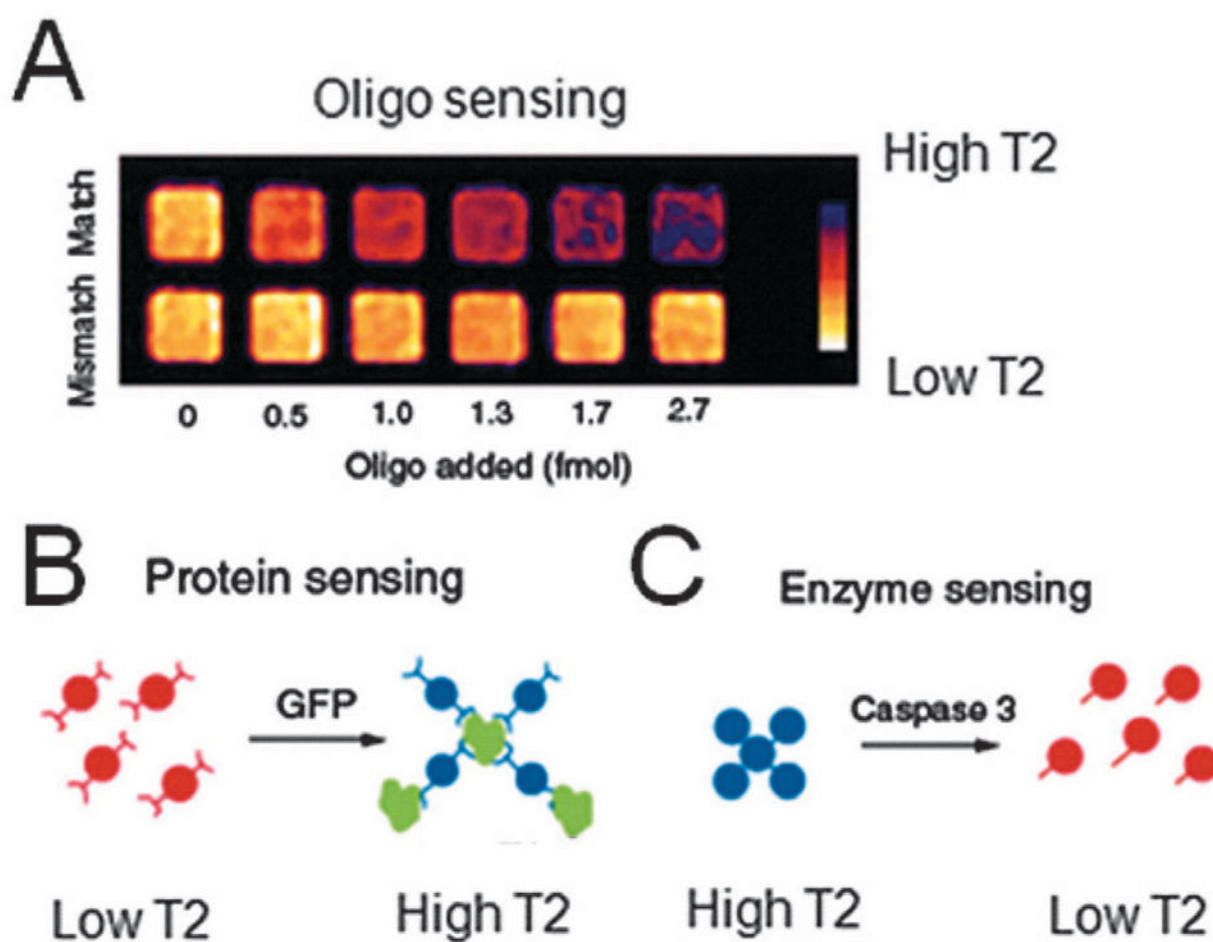 A
Oligo sensing
High T2
Match
Mismatch
Low T2
0 0.5 1.0 1.3 1.7 2.7
Oligo added (fmol)
B Protein sensing
GFP
Low T2 High T2
C Enzyme sensing
Caspase 3
High T2 Low T2